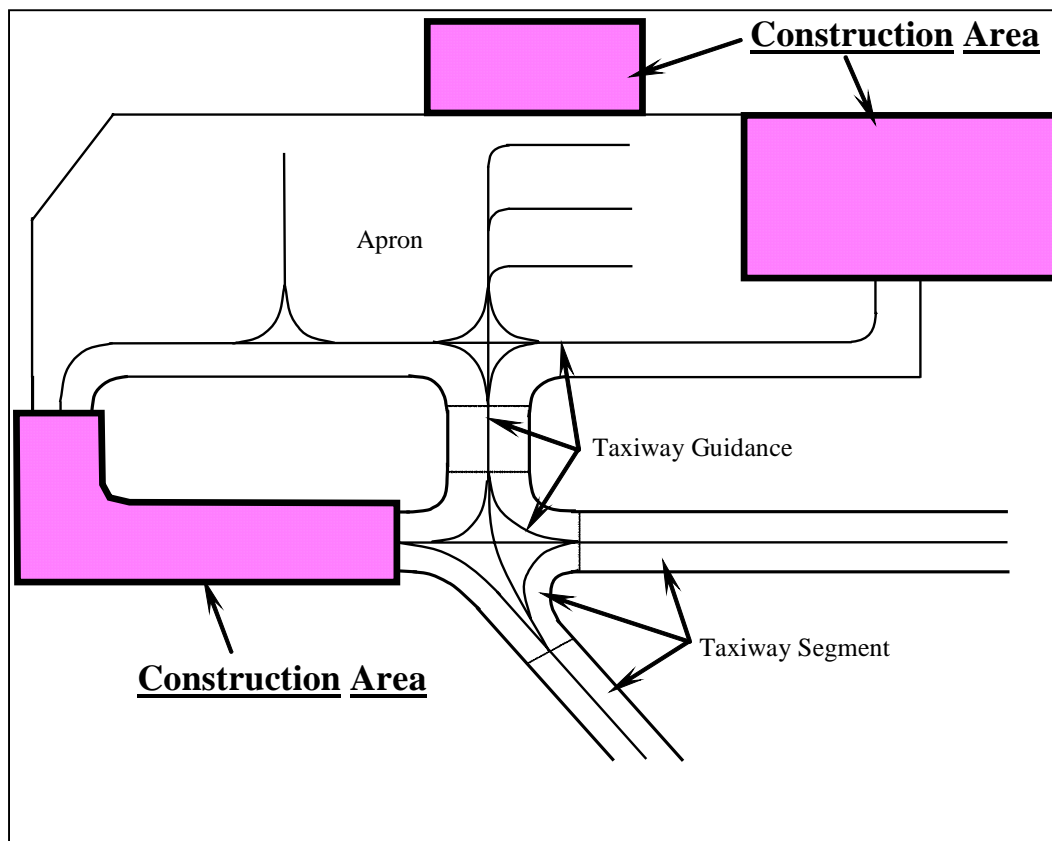 Construction Area
Apron
Taxiway Guidance
Taxiway Segment
Construction Area